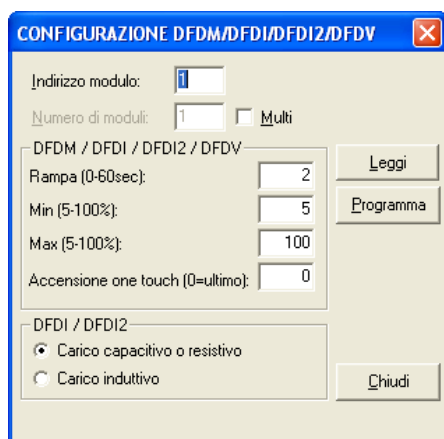 CONFIGURAZIONE DFDM/DFDI/DFDI2/DFDV
Indirizzo modulo: 1
Numero di moduli: 1 Multi
DFDM / DFDI / DFDI2 / DFDV
Rampa (0-60sec): 2
Min (5-100%): 5
Max (5-100%): 100
Accensione one touch (0=ultimo): 0
Leggi
Programma
DFDI / DFDI2
Carico capacitivo o resistivo
Carico induttivo
Chiudi